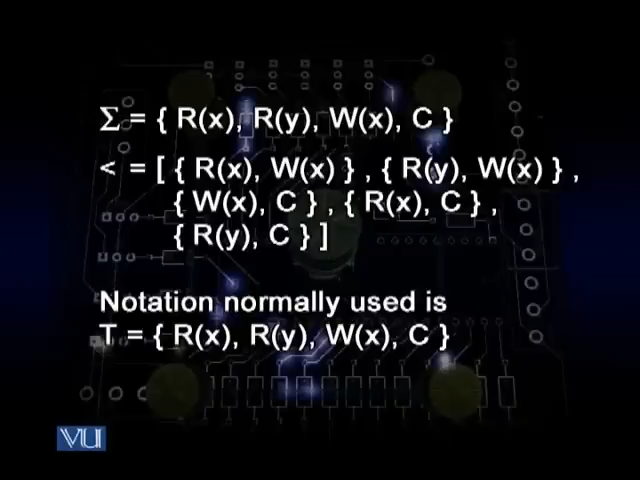 Σ = { R(x), R(y), W(x), C }
< = [ { R(x), W(x) } , { R(y), W(x) } ,
{ W(x), C } , { R(x), C } ,
{ R(y), C } ]
Notation normally used is
T = { R(x), R(y), W(x), C }
VU